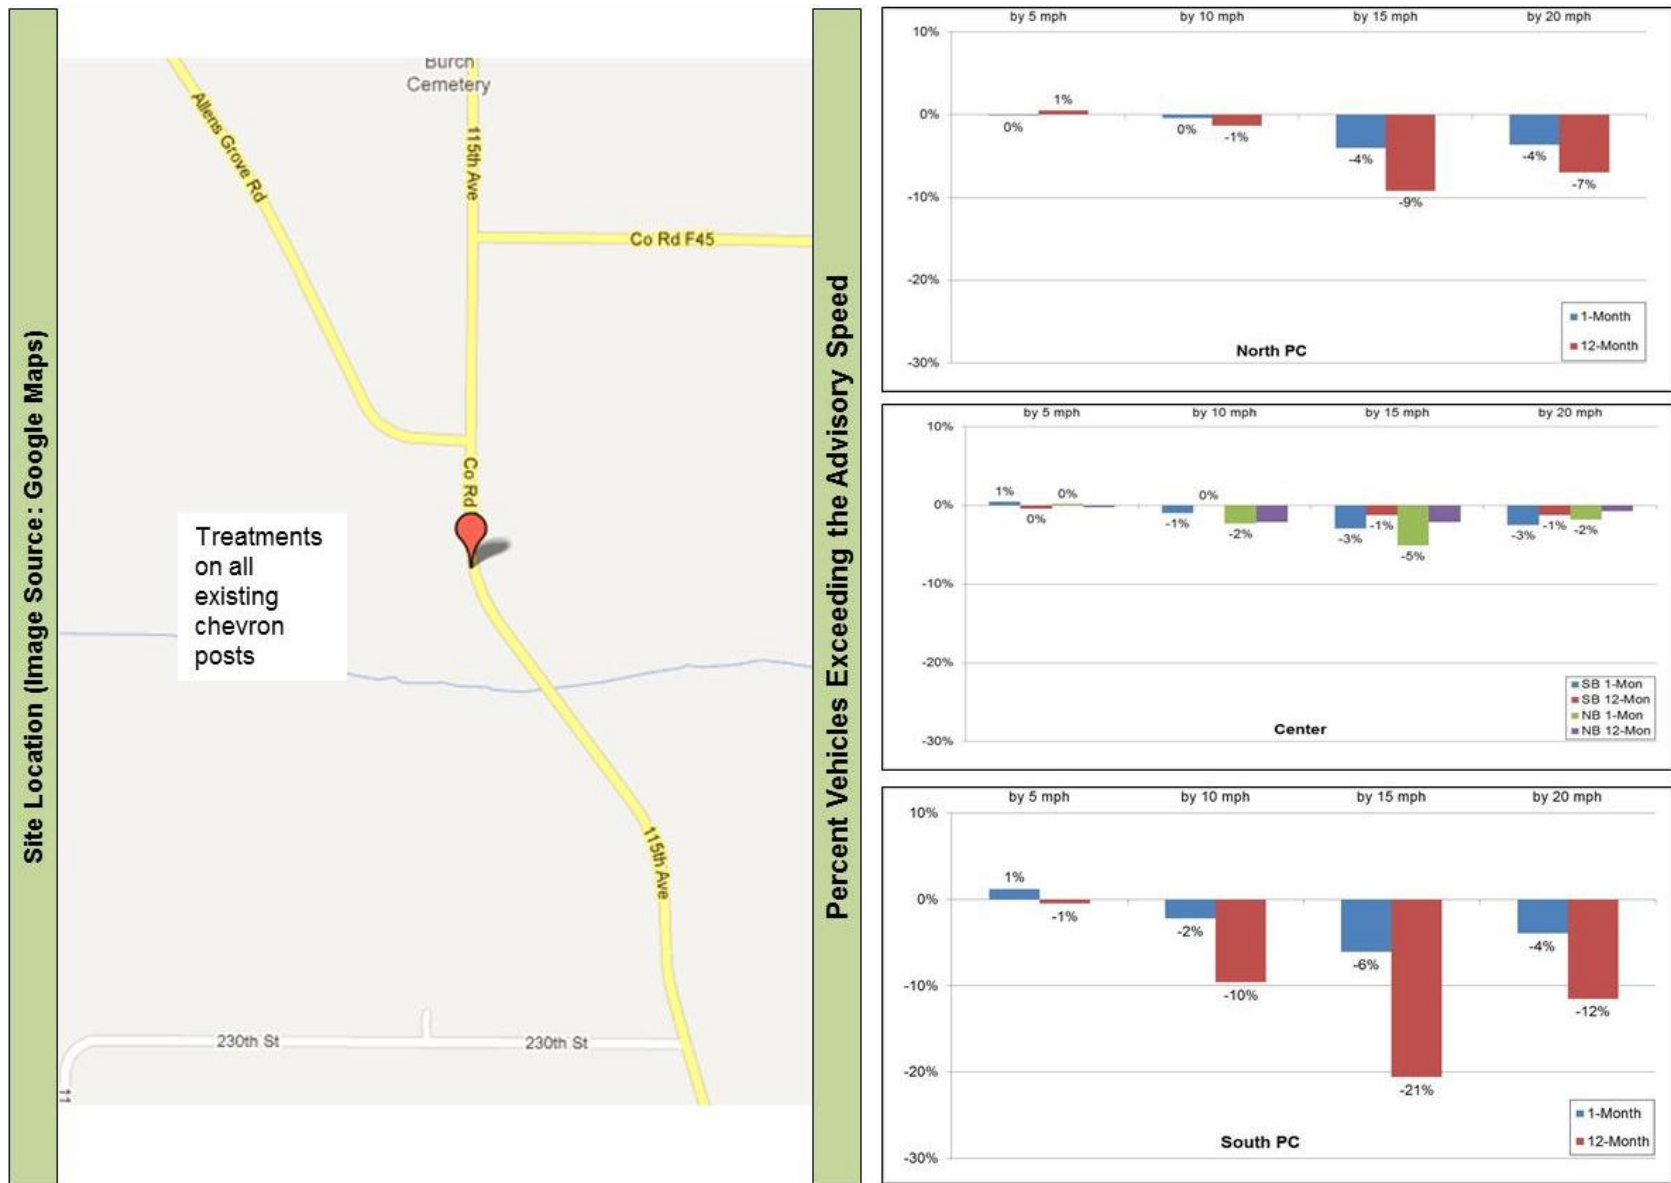 Site Location (Image Source: Google Maps)
Burch
Cemetery
Allens Grove Rd
115th Ave
Co Rd F45
Co Rd
Treatments
on all
existing
chevron
posts
115th Ave
230th St
230th St
11
Percent Vehicles Exceeding the Advisory Speed
by 5 mph by 10 mph by 15 mph by 20 mph
10%
0%
-10%
-20%
-30%
0% 1% 0% -1% -4% -9% -4% -7%
1-Month
12-Month
North PC
by 5 mph by 10 mph by 15 mph by 20 mph
10%
0%
-10%
-20%
-30%
1% 0% 0% -1% 0% -2% -3% -1% -5% -3% -1% -2%
SB 1-Mon
SB 12-Mon
NB 1-Mon
NB 12-Mon
Center
by 5 mph by 10 mph by 15 mph by 20 mph
10%
0%
-10%
-20%
-30%
1% -1% -2% -10% -6% -21% -4% -12%
1-Month
12-Month
South PC